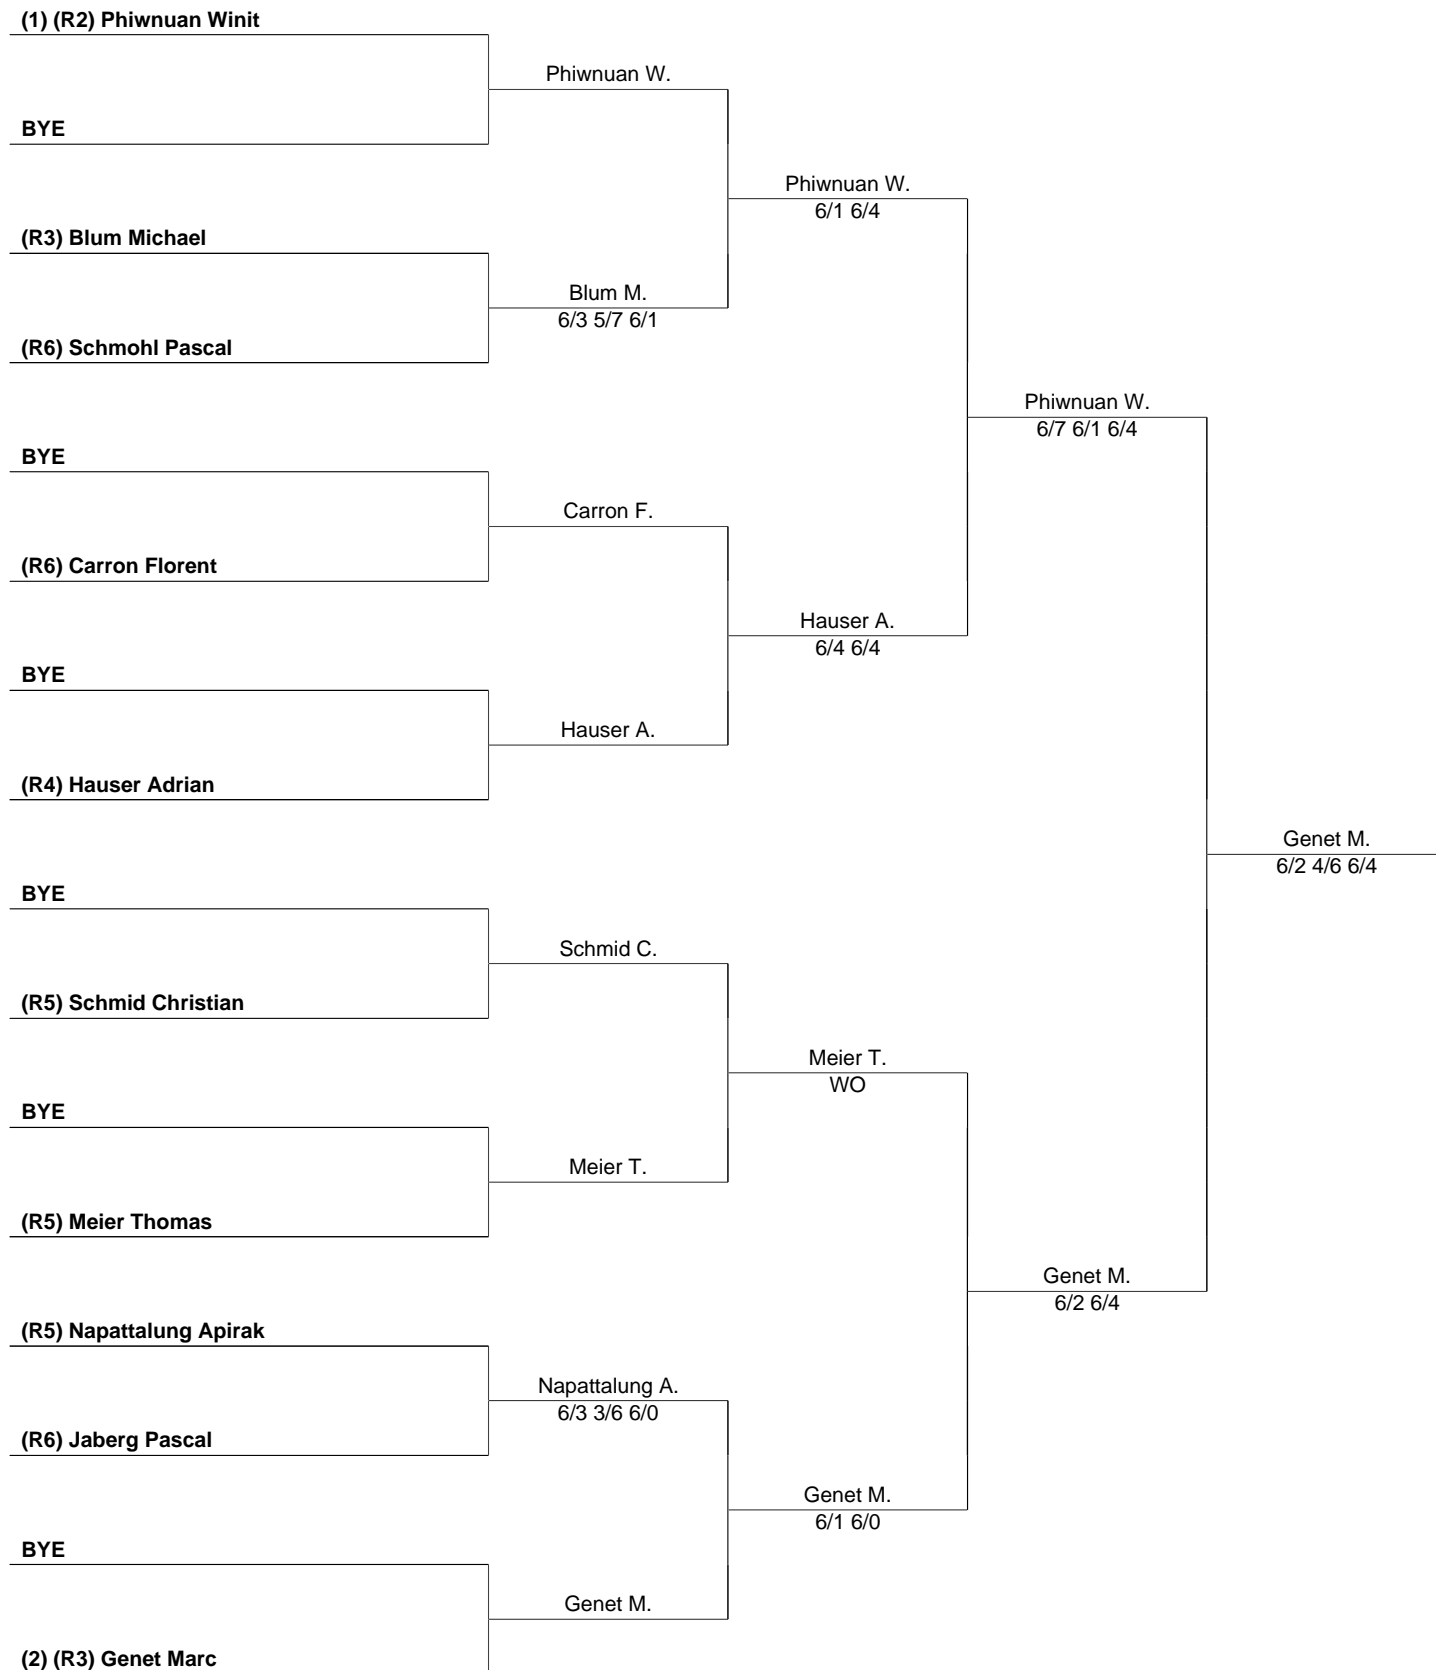 (1) (R2) Phiwnuan Winit
Phiwnuan W.
BYE
Phiwnuan W.
6/1 6/4
(R3) Blum Michael
Blum M.
6/3 5/7 6/1
(R6) Schmohl Pascal
Phiwnuan W.
6/7 6/1 6/4
BYE
Carron F.
(R6) Carron Florent
Hauser A.
6/4 6/4
BYE
Hauser A.
(R4) Hauser Adrian
Genet M.
6/2 4/6 6/4
BYE
Schmid C.
(R5) Schmid Christian
Meier T.
WO
BYE
Meier T.
(R5) Meier Thomas
Genet M.
6/2 6/4
(R5) Napattalung Apirak
Napattalung A.
6/3 3/6 6/0
(R6) Jaberg Pascal
Genet M.
6/1 6/0
BYE
Genet M.
(2) (R3) Genet Marc